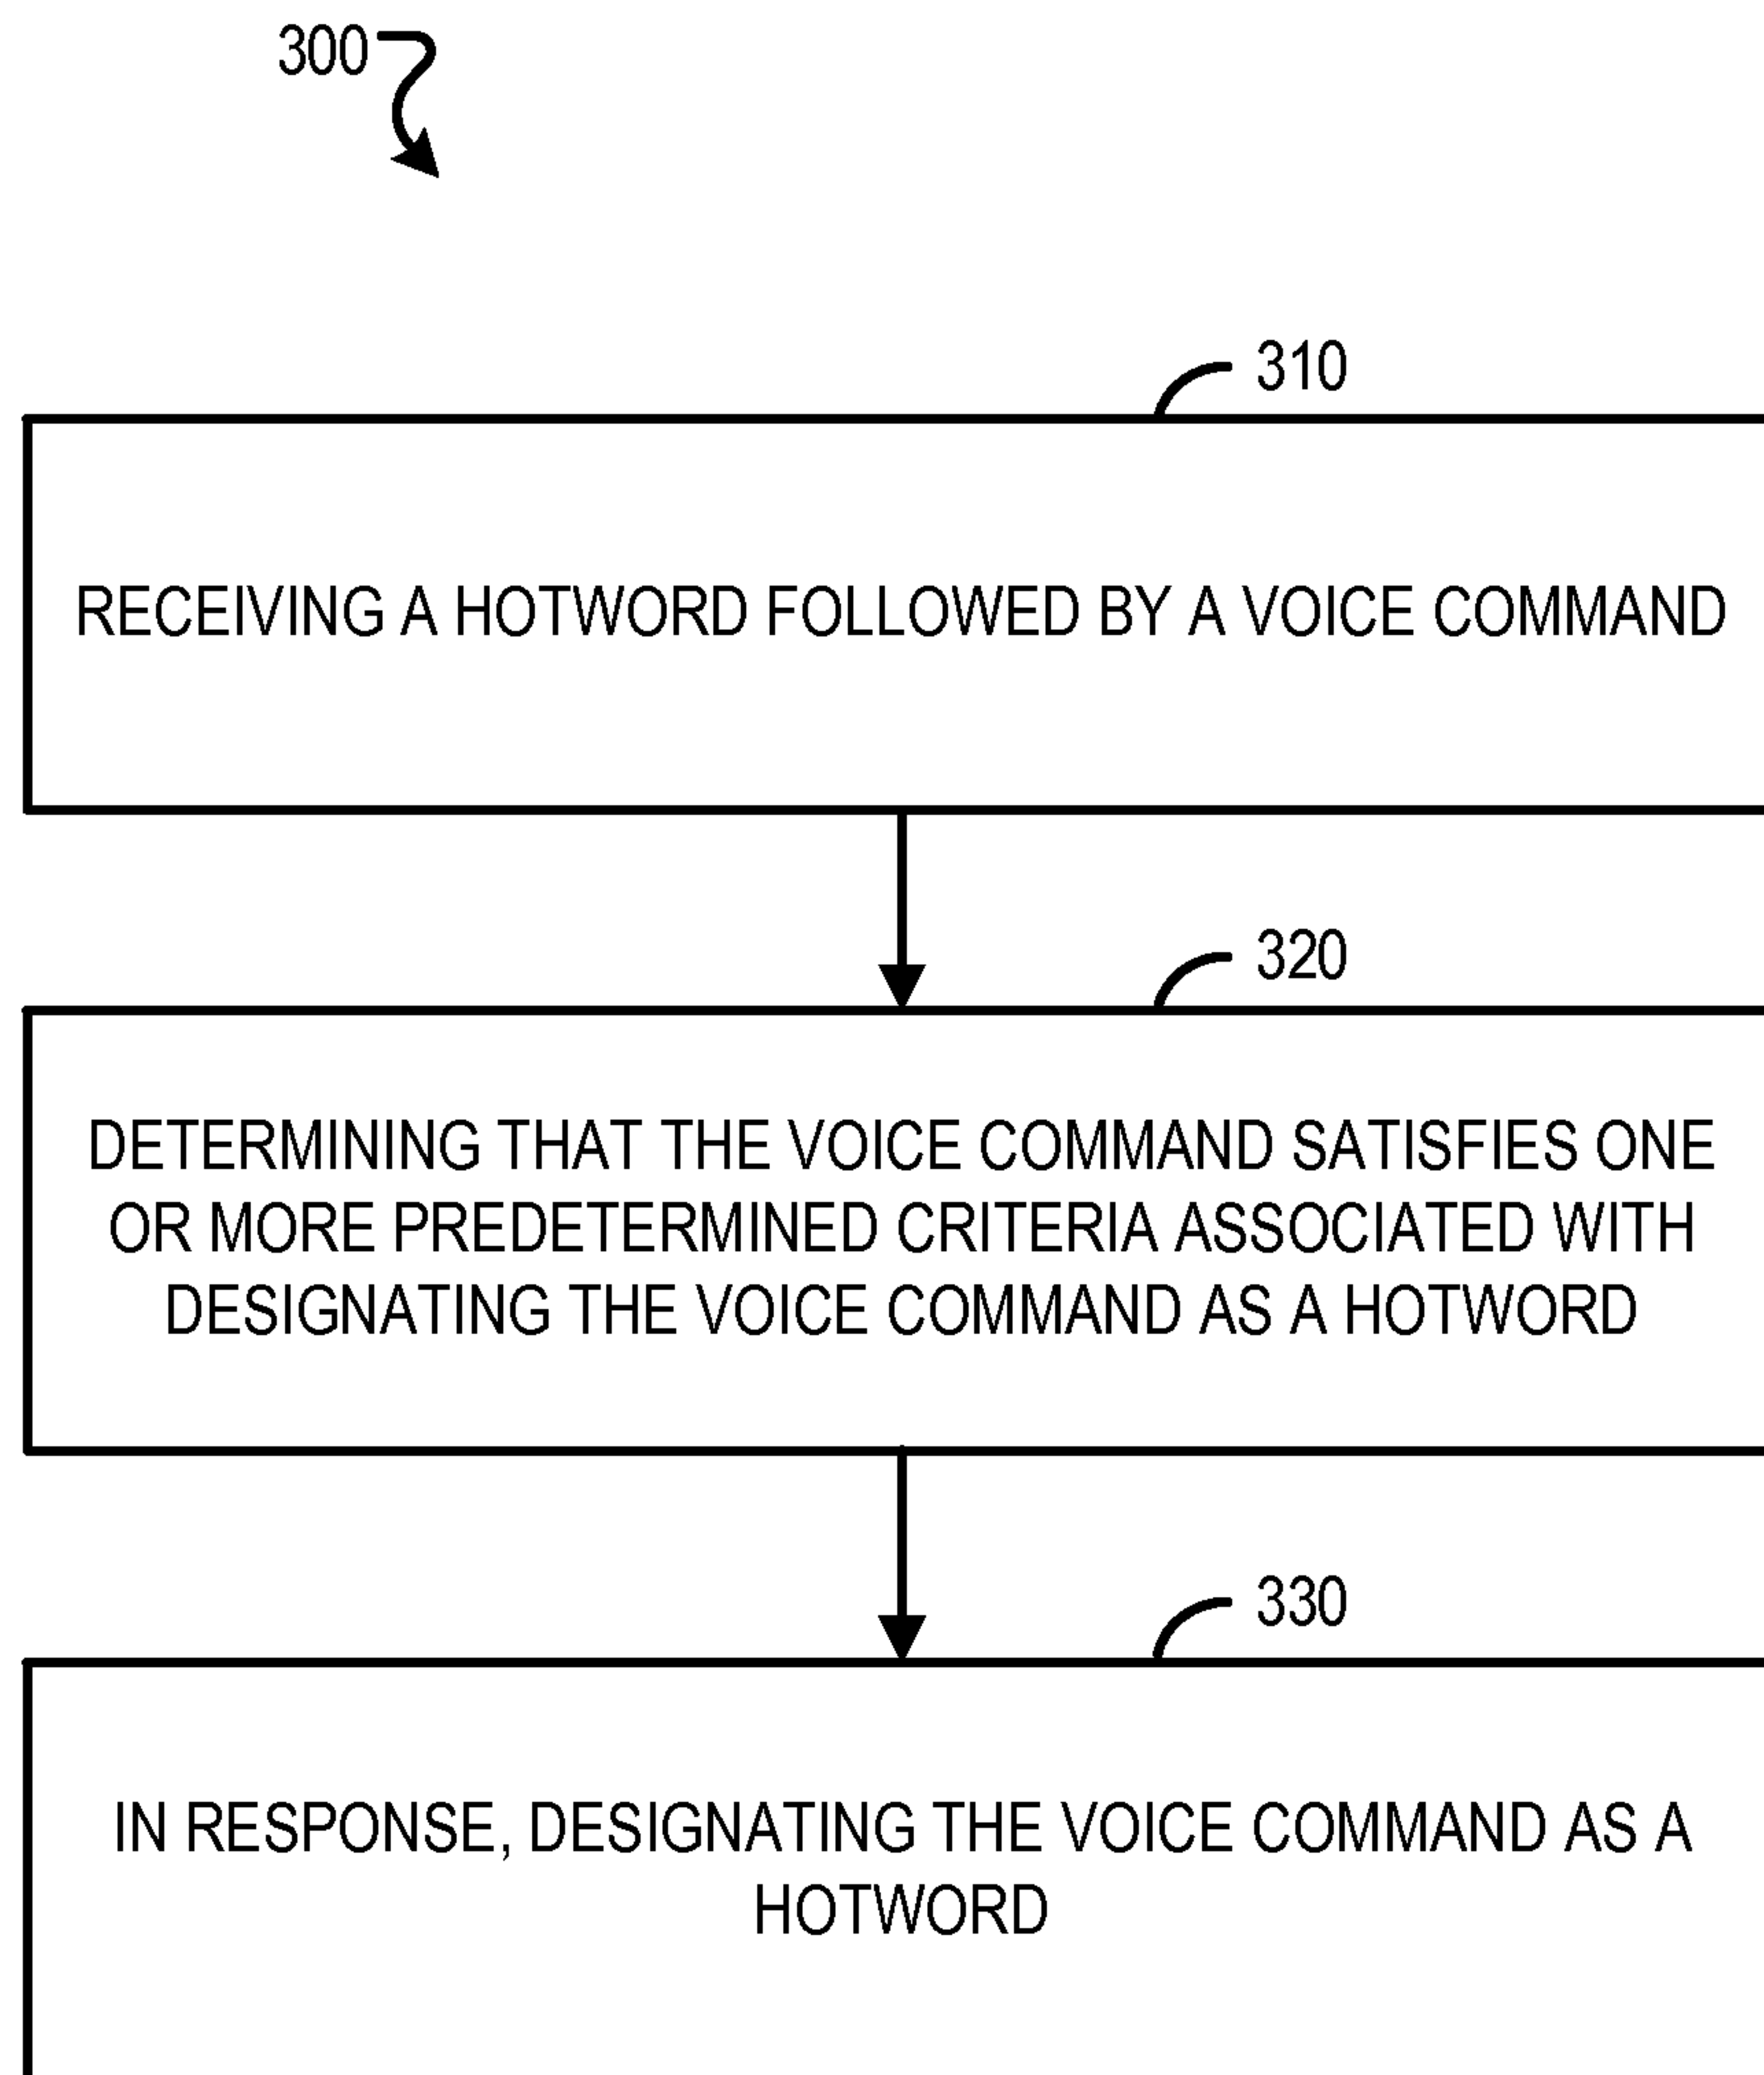 300
310
RECEIVING A HOTWORD FOLLOWED BY A VOICE COMMAND
320
DETERMINING THAT THE VOICE COMMAND SATISFIES ONE
OR MORE PREDETERMINED CRITERIA ASSOCIATED WITH
DESIGNATING THE VOICE COMMAND AS A HOTWORD
330
IN RESPONSE, DESIGNATING THE VOICE COMMAND AS A
HOTWORD